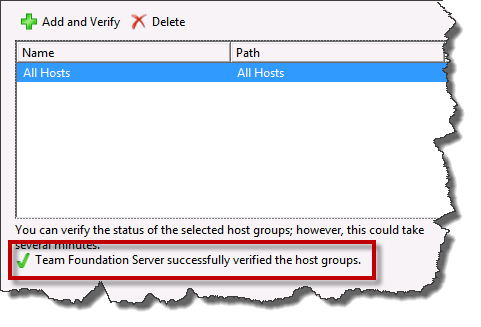 Add and Verify Delete
Name Path
All Hosts All Hosts
You can verify the status of the selected host groups; however, this could take
several minutes.
Team Foundation Server successfully verified the host groups.